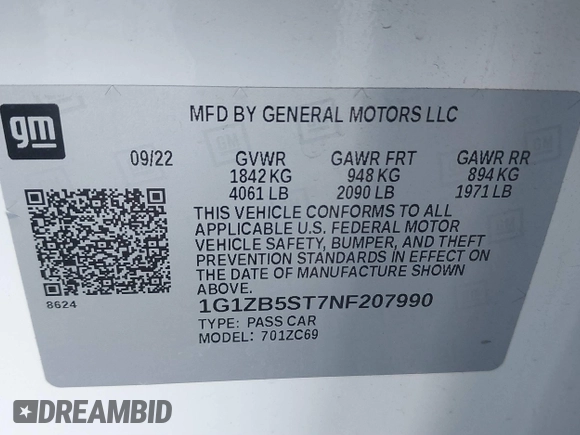 gm
MFD BY GENERAL MOTORS LLC
09/22 GVWR GAWR FRT GAWR RR
1842 KG 948 KG 894 KG
4061 LB 2090 LB 1971 LB
THIS VEHICLE CONFORMS TO ALL
APPLICABLE U.S. FEDERAL MOTOR
VEHICLE SAFETY, BUMPER, AND THEFT
PREVENTION STANDARDS IN EFFECT ON
THE DATE OF MANUFACTURE SHOWN
ABOVE.
8624
1G1ZB5ST7NF207990
TYPE: PASS CAR
MODEL: 701ZC69
DREAMBID